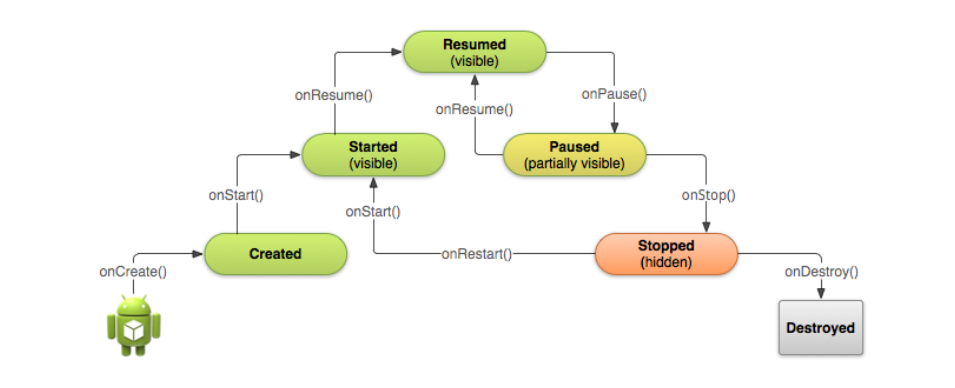 Resumed
(visible)
onResume()
onResume()
onPause()
Started
(visible)
Paused
(partially visible)
onStart()
onStart()
onStop()
Created
onRestart()
Stopped
(hidden)
onCreate()
onDestroy()
Destroyed